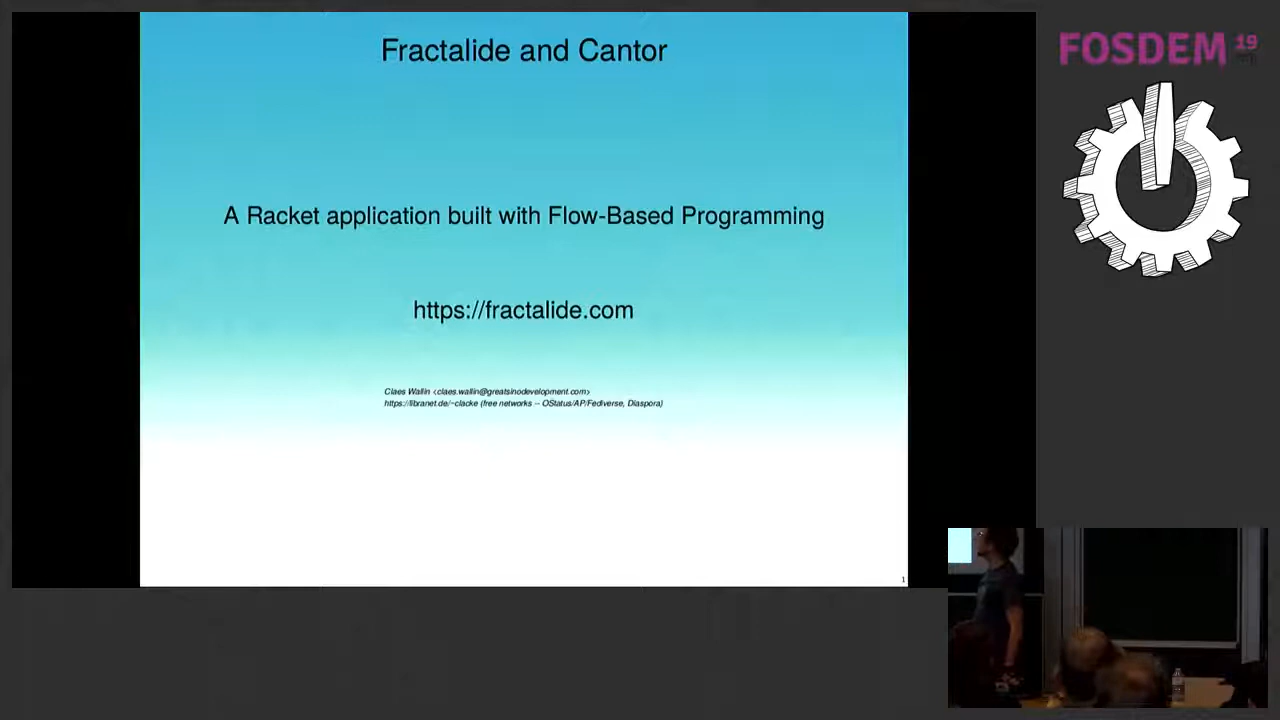 Fractalide and Cantor
A Racket application built with Flow-Based Programming
https://fractalide.com
Claes Wallin <claes.wallin@greatsinodevelopment.com>
https://libranet.de/~clacke (free networks -- OStatus/AP/Fediverse, Diaspora)
1
FOSDEM 19